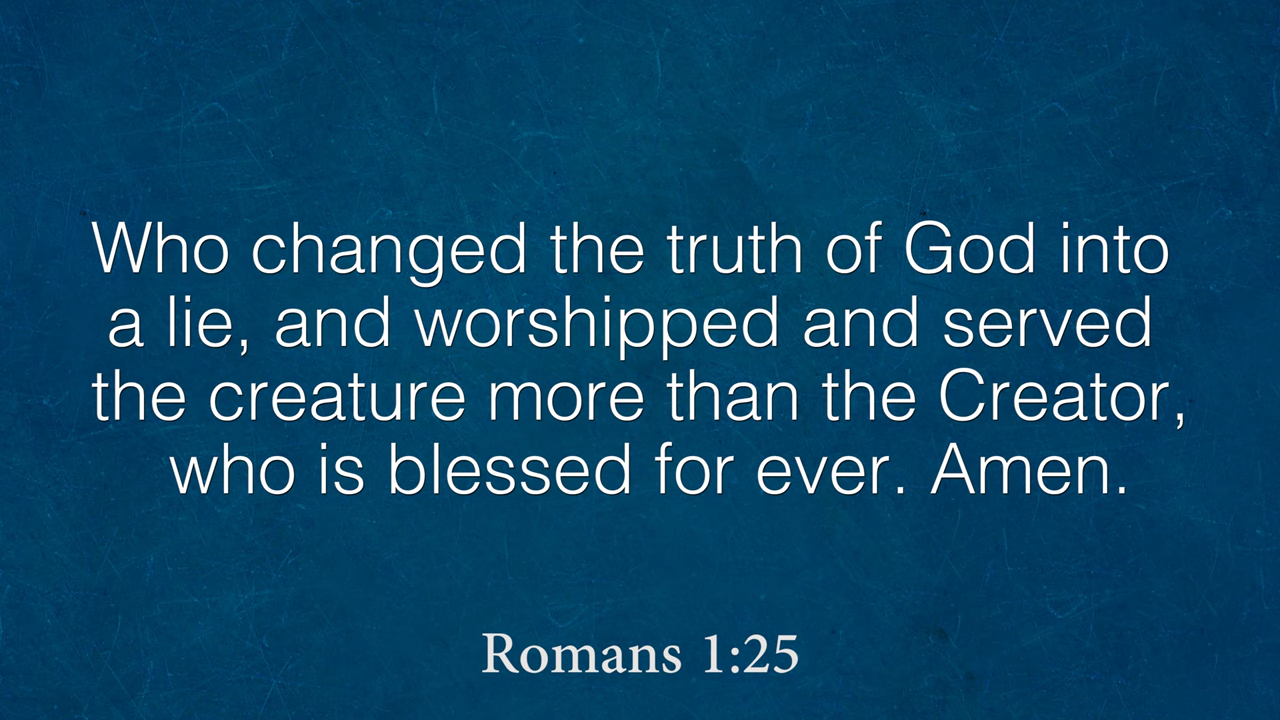 Who changed the truth of God into
a lie, and worshipped and served
the creature more than the Creator,
who is blessed for ever. Amen.
Romans 1:25